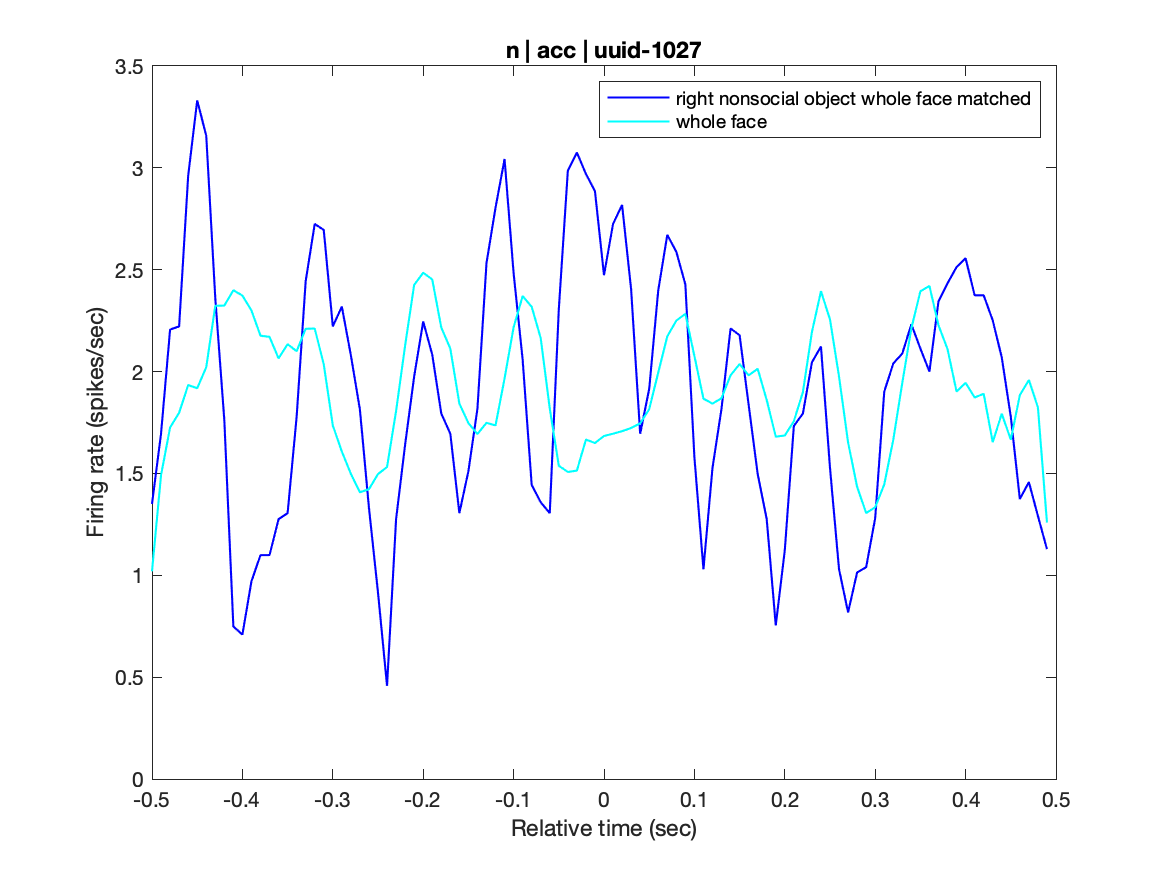 n | acc | uuid-1027
right nonsocial object whole face matched
whole face
3.5
3
2.5
2
1.5
1
0.5
0
Firing rate (spikes/sec)
-0.5 -0.4 -0.3 -0.2 -0.1 0 0.1 0.2 0.3 0.4 0.5
Relative time (sec)